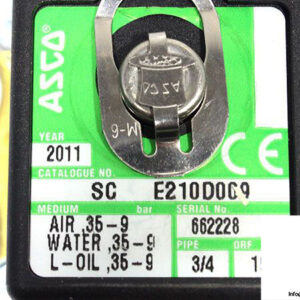 ASCO
ASCO
M-6
YEAR
2011
CE
CATALOGUE NO.
SC E210D009
MEDIUM bar SERIAL No.
AIR ,35-9 662228
WATER ,35-9 PIPE ORF
L-OIL ,35-9 3/4